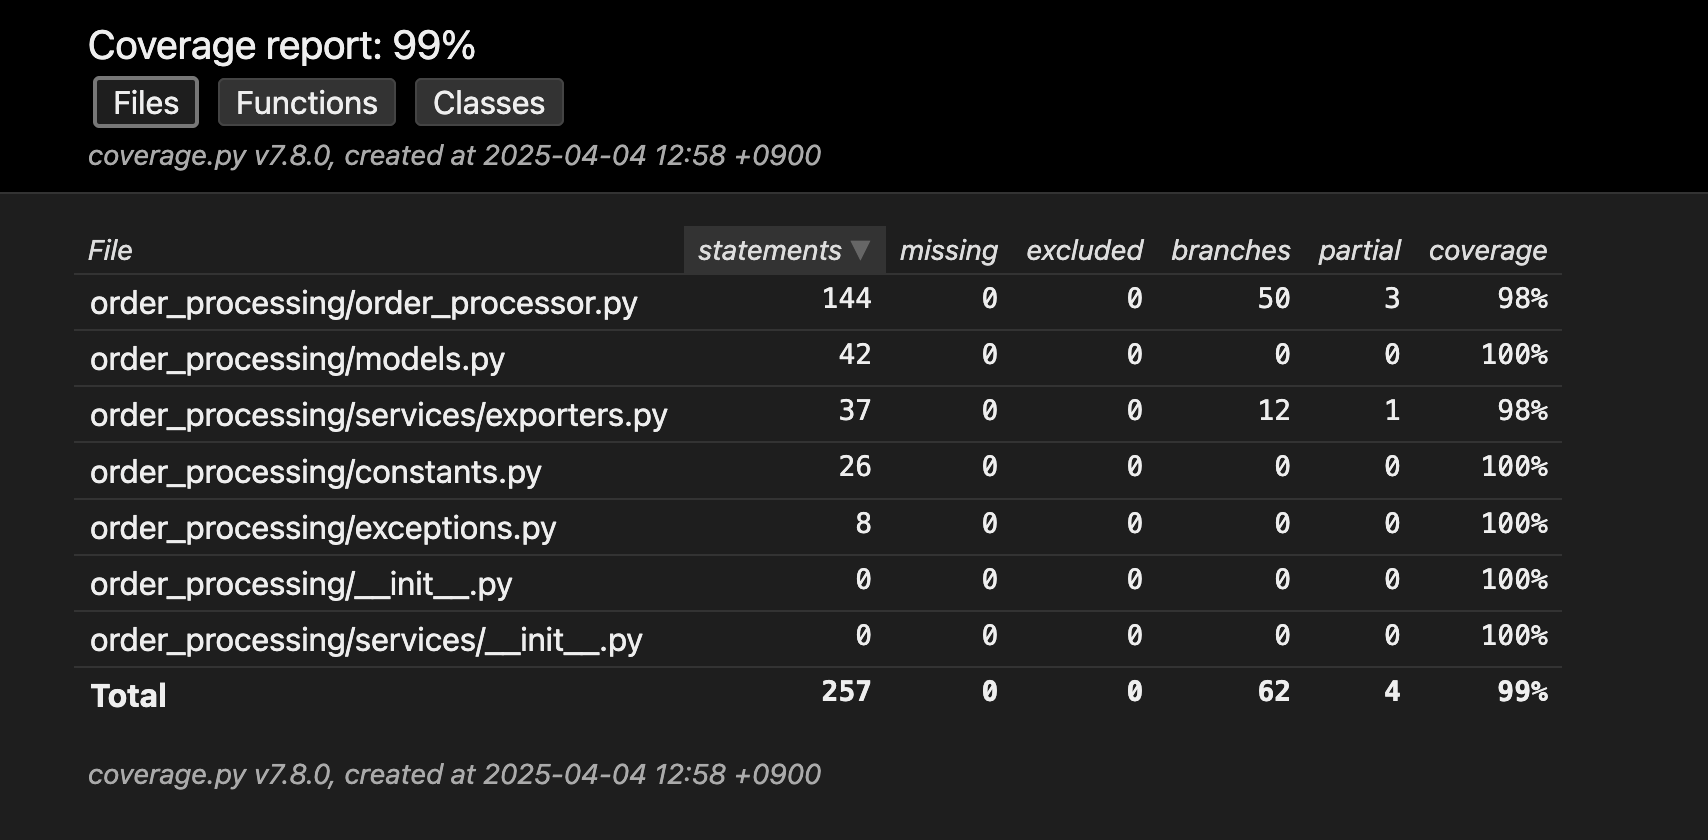 Coverage report: 99%
Files Functions Classes
coverage.py v7.8.0, created at 2025-04-04 12:58 +0900
File statements ▼ missing excluded branches partial coverage
order_processing/order_processor.py 144 0 0 50 3 98%
order_processing/models.py 42 0 0 0 0 100%
order_processing/services/exporters.py 37 0 0 12 1 98%
order_processing/constants.py 26 0 0 0 0 100%
order_processing/exceptions.py 8 0 0 0 0 100%
order_processing/__init__.py 0 0 0 0 0 100%
order_processing/services/__init__.py 0 0 0 0 0 100%
Total 257 0 0 62 4 99%
coverage.py v7.8.0, created at 2025-04-04 12:58 +0900